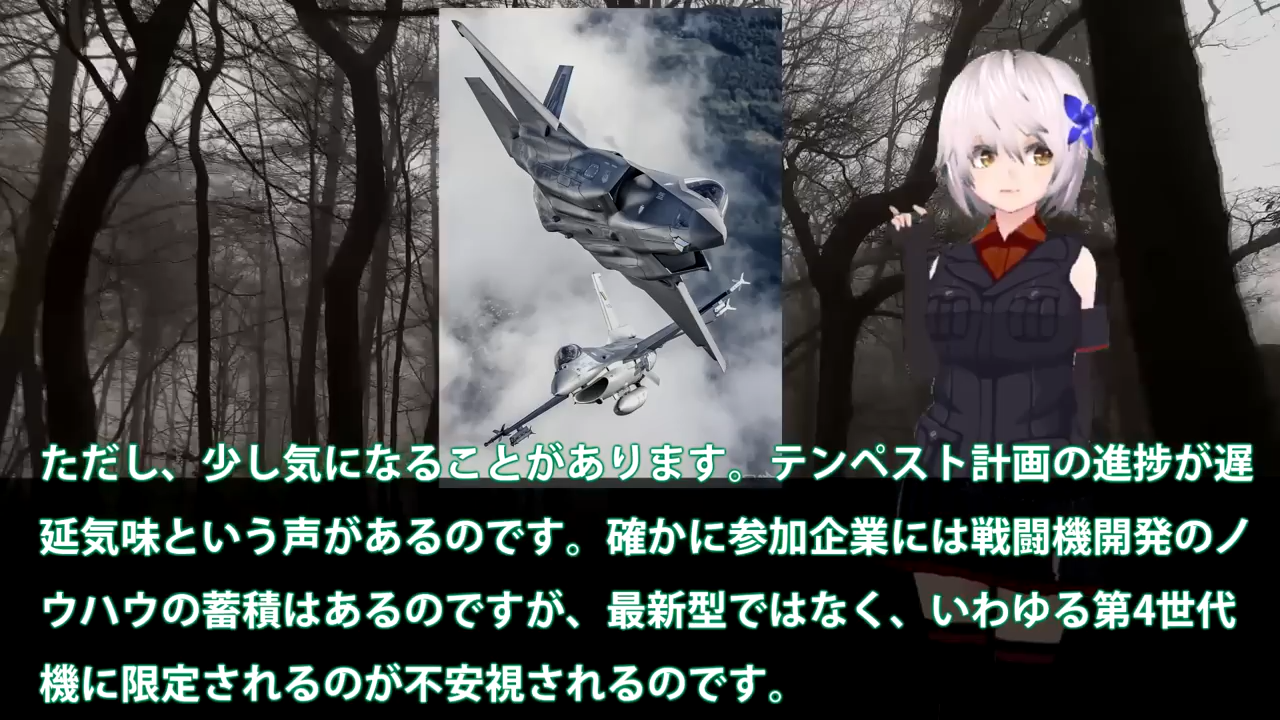 ただし、少し気になることがあります。テンペスト計画の進捗が遅
延気味という声があるのです。確かに参加企業には戦闘機開発のノ
ウハウの蓄積はあるのですが、最新型ではなく、いわゆる第4世代
機に限定されるのが不安視されるのです。